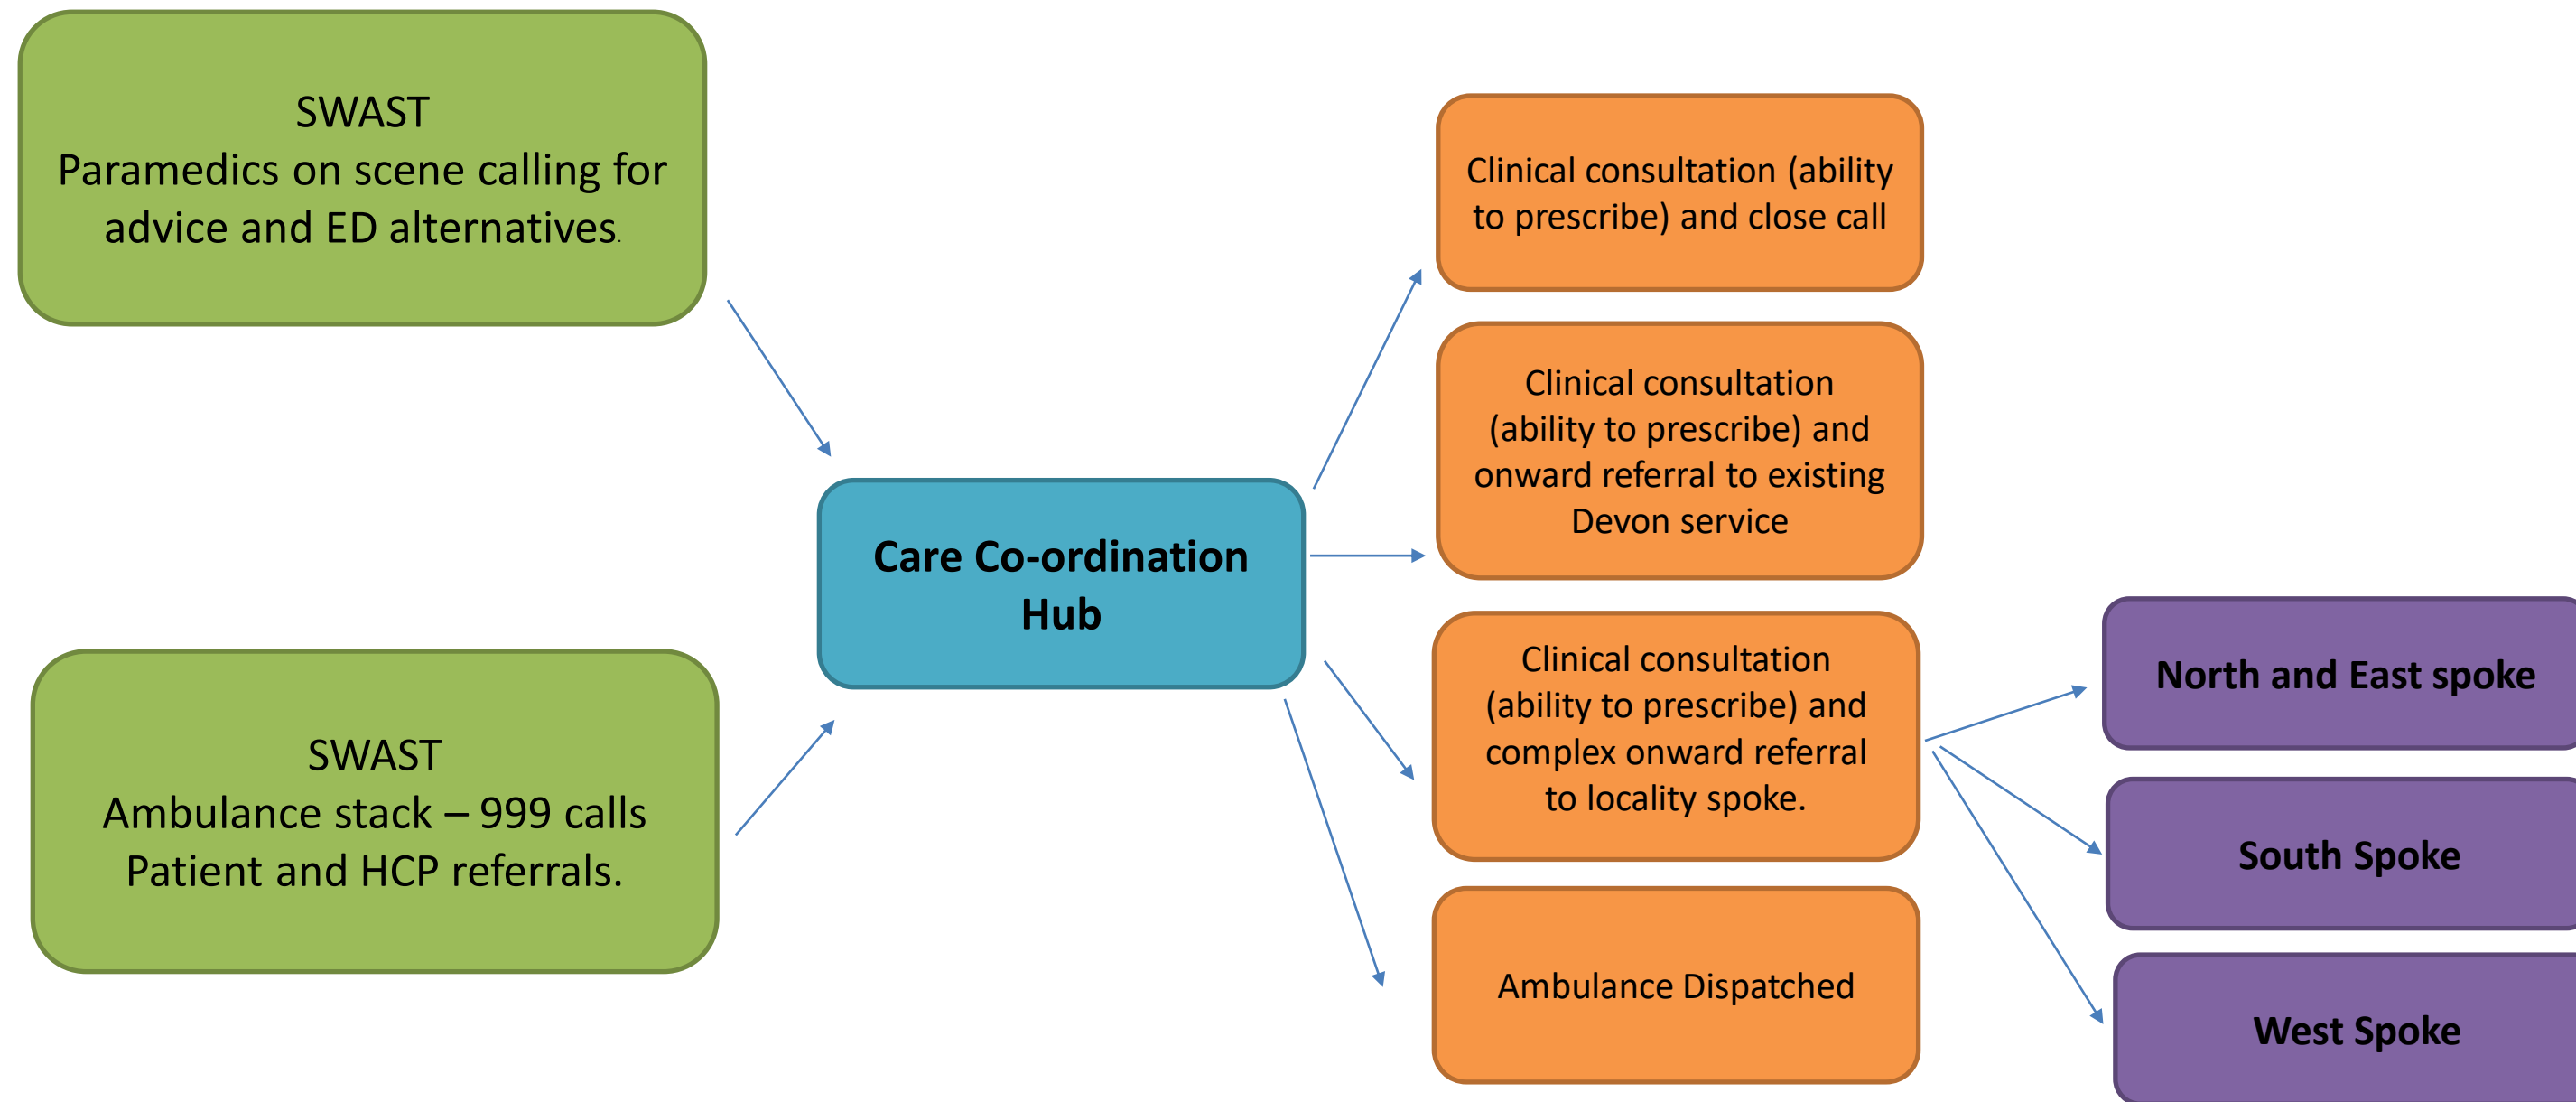 SWAST
Paramedics on scene calling for
advice and ED alternatives.
SWAST
Ambulance stack – 999 calls
Patient and HCP referrals.
Care Co-ordination
Hub
Clinical consultation (ability
to prescribe) and close call
Clinical consultation
(ability to prescribe) and
onward referral to existing
Devon service
Clinical consultation
(ability to prescribe) and
complex onward referral
to locality spoke.
Ambulance Dispatched
North and East spoke
South Spoke
West Spoke